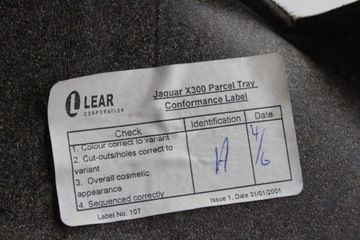 LEAR
CORPORATION
Jaguar X300 Parcel Tray
Conformance Label
Check Identification Date
1. Colour correct to variant
2. Cut-outs/holes correct to
variant
3. Overall cosmetic
appearance
4. Sequenced correctly
4/6
Label No. 107 Issue 1, Date 31/01/2001